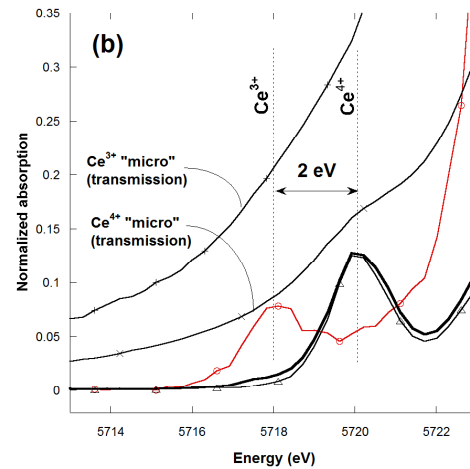 (b)
0.35
0.3
0.25
0.2
0.15
0.1
0.05
0
Normalized absorption
Ce3+
Ce4+
2 eV
Ce3+ "micro"
(transmission)
Ce4+ "micro"
(transmission)
5714
5716
5718
5720
5722
Energy (eV)